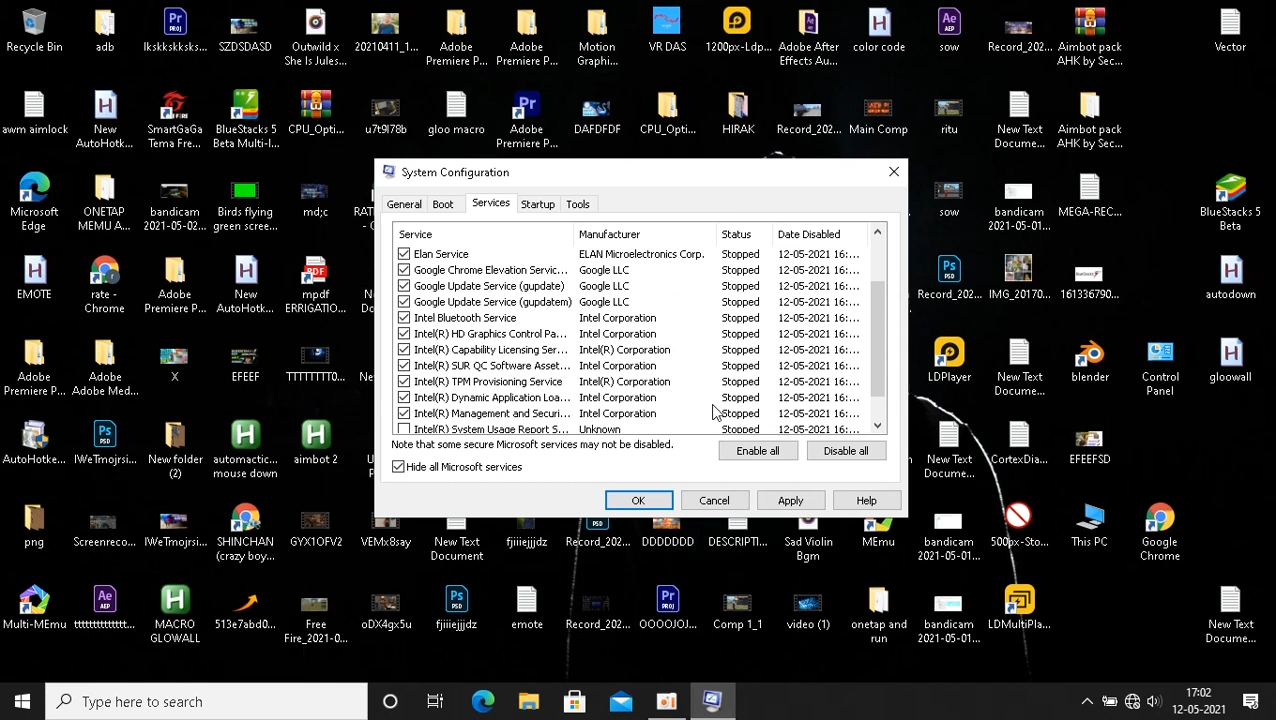 Recycle Bin
adb
Ikskksksks...
SZDSDASD
Outwild x
She Is Jules...
20210411_1...
Adobe
Premiere P...
Adobe
Premiere P...
Motion
Graphi...
VR DAS
1200px-Ldp...
Adobe After
Effects Au...
color code
sow
Record_202...
Aimbot pack
AHK by Sec...
Vector
awm aimlock
New
AutoHotk...
SmartGaGa
Tema Fre...
BlueStacks 5
Beta Multi-I...
CPU_Opti...
u7t9l78b
gloo macro
Adobe
Premiere P...
DAFDFDF
CPU_Opti...
HIRAK
Record_202...
Main Comp
ritu
New Text
Docume...
Aimbot pack
AHK by Sec...
System Configuration
General
Boot
Services
Startup
Tools
Service
Manufacturer
Status
Date Disabled
Elan Service
ELAN Microelectronics Corp.
Stopped
12-05-2021 16:...
Google Chrome Elevation Servic...
Google LLC
Stopped
12-05-2021 16:...
Google Update Service (gupdate)
Google LLC
Stopped
12-05-2021 16:...
Google Update Service (gupdatem)
Google LLC
Stopped
12-05-2021 16:...
Intel Bluetooth Service
Intel Corporation
Stopped
12-05-2021 16:...
Intel(R) HD Graphics Control Pa...
Intel Corporation
Stopped
12-05-2021 16:...
Intel(R) Capability Licensing Ser...
Intel(R) Corporation
Stopped
12-05-2021 16:...
Intel(R) SUR QC Software Asset...
Intel Corporation
Stopped
12-05-2021 16:...
Intel(R) TPM Provisioning Service
Intel(R) Corporation
Stopped
12-05-2021 16:...
Intel(R) Dynamic Application Loa...
Intel Corporation
Stopped
12-05-2021 16:...
Intel(R) Management and Securi...
Intel Corporation
Stopped
12-05-2021 16:...
Intel(R) System Usage Report S...
Unknown
Stopped
12-05-2021 16:...
Note that some secure Microsoft services may not be disabled.
Enable all
Disable all
Hide all Microsoft services
OK
Cancel
Apply
Help
Microsoft
Edge
ONETAP
MEMU A...
bandicam
2021-05-02...
Birds flying
green scree...
md;c
sow
bandicam
2021-05-01...
MEGA-REC...
BlueStacks 5
Beta
EMOTE
rate -
Chrome
Adobe
Premiere P...
New
AutoHotk...
mpdf
ERRIGATIO...
Record_202...
IMG_20170...
161336790...
autodown
Adobe
Premiere P...
Adobe
Adobe Med...
X
EFEEF
LDPlayer
New Text
Docume...
blender
Control
Panel
gloowall
AutoHotke...
IWeTmojrsi...
New folder
(2)
automactic...
mouse down
aimbot 2
New Text
Docume...
CortexDia...
EFEEFSD
png
Screenreco...
IWeTmojrsi...
SHINCHAN
(crazy boy...
GYX1OFV2
VEMx8say
New Text
Document
fjiiiejjjdz
Record_202...
DDDDDDD
DESCRIPTI...
Sad Violin
Bgm
MEmu
bandicam
2021-05-01...
500px-Sto...
This PC
Google
Chrome
Multi-MEmu
tttttttttttttt...
MACRO
GLOWALL
513e7abd0...
Free
Fire_2021-0...
oDX4gx5u
fjiiiejjjdz
emote
Record_202...
OOOOJOJ...
Comp 1_1
video (1)
onetap and
run
bandicam
2021-05-01...
LDMultiPla...
New Text
Docume...
Type here to search
17:02
12-05-2021